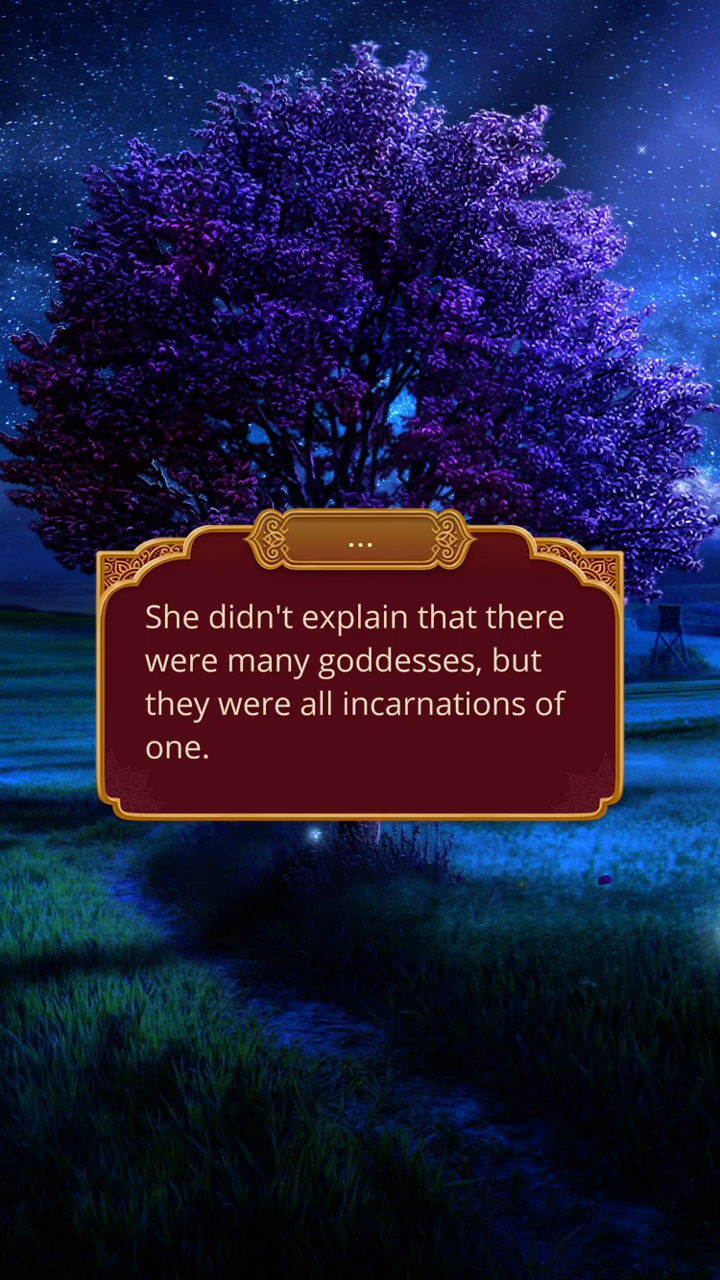 ...
She didn't explain that there
were many goddesses, but
they were all incarnations of
one.